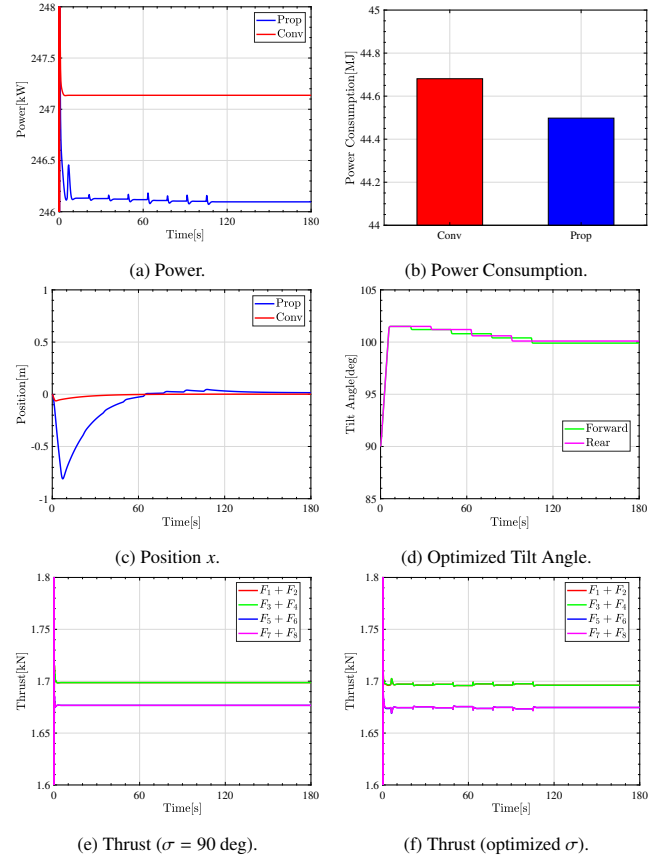 248
247.5
247
246.5
246
Power[kW]
Prop
Conv
0 60 120 180
Time[s]
(a) Power.
45
44.8
44.6
44.4
44.2
44
Power Consumption[MJ]
Conv Prop
(b) Power Consumption.
1
0.5
0
-0.5
-1
Position[m]
Prop
Conv
0 60 120 180
Time[s]
(c) Position x.
105
100
95
90
85
Tilt Angle[deg]
Forward
Rear
0 60 120 180
Time[s]
(d) Optimized Tilt Angle.
1.8
1.75
1.7
1.65
1.6
Thrust[kN]
F₁ + F₂
F₃ + F₄
F₅ + F₆
F₇ + F₈
0 60 120 180
Time[s]
(e) Thrust (σ = 90 deg).
1.8
1.75
1.7
1.65
1.6
Thrust[kN]
F₁ + F₂
F₃ + F₄
F₅ + F₆
F₇ + F₈
0 60 120 180
Time[s]
(f) Thrust (optimized σ).